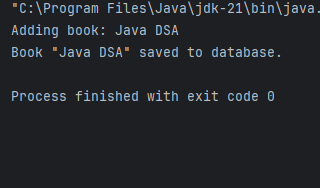 "C:\Program Files\Java\jdk-21\bin\java.
Adding book: Java DSA
Book "Java DSA" saved to database.
Process finished with exit code 0